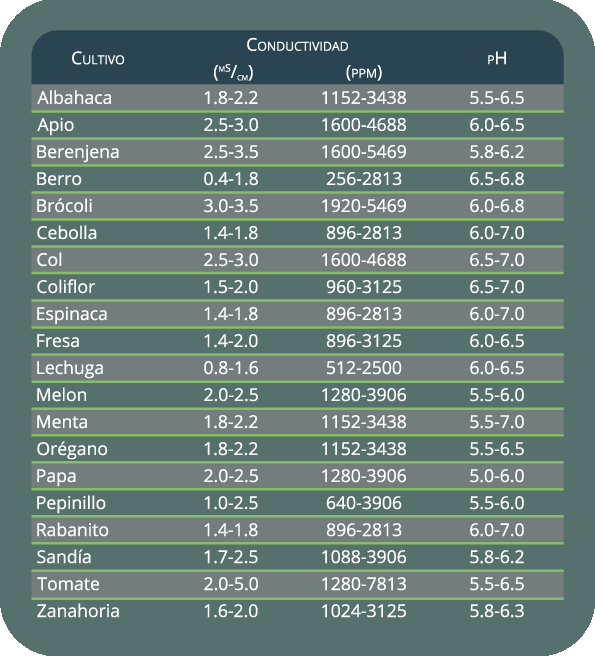 Cultivo Conductividad pH
(mS/cm) (ppm)
Albahaca 1.8-2.2 1152-3438 5.5-6.5
Apio 2.5-3.0 1600-4688 6.0-6.5
Berenjena 2.5-3.5 1600-5469 5.8-6.2
Berro 0.4-1.8 256-2813 6.5-6.8
Brócoli 3.0-3.5 1920-5469 6.0-6.8
Cebolla 1.4-1.8 896-2813 6.0-7.0
Col 2.5-3.0 1600-4688 6.5-7.0
Coliflor 1.5-2.0 960-3125 6.5-7.0
Espinaca 1.4-1.8 896-2813 6.0-7.0
Fresa 1.4-2.0 896-3125 6.0-6.5
Lechuga 0.8-1.6 512-2500 6.0-6.5
Melon 2.0-2.5 1280-3906 5.5-6.0
Menta 1.8-2.2 1152-3438 5.5-7.0
Orégano 1.8-2.2 1152-3438 5.5-6.5
Papa 2.0-2.5 1280-3906 5.0-6.0
Pepinillo 1.0-2.5 640-3906 5.5-6.0
Rabanito 1.4-1.8 896-2813 6.0-7.0
Sandía 1.7-2.5 1088-3906 5.8-6.2
Tomate 2.0-5.0 1280-7813 5.5-6.5
Zanahoria 1.6-2.0 1024-3125 5.8-6.3